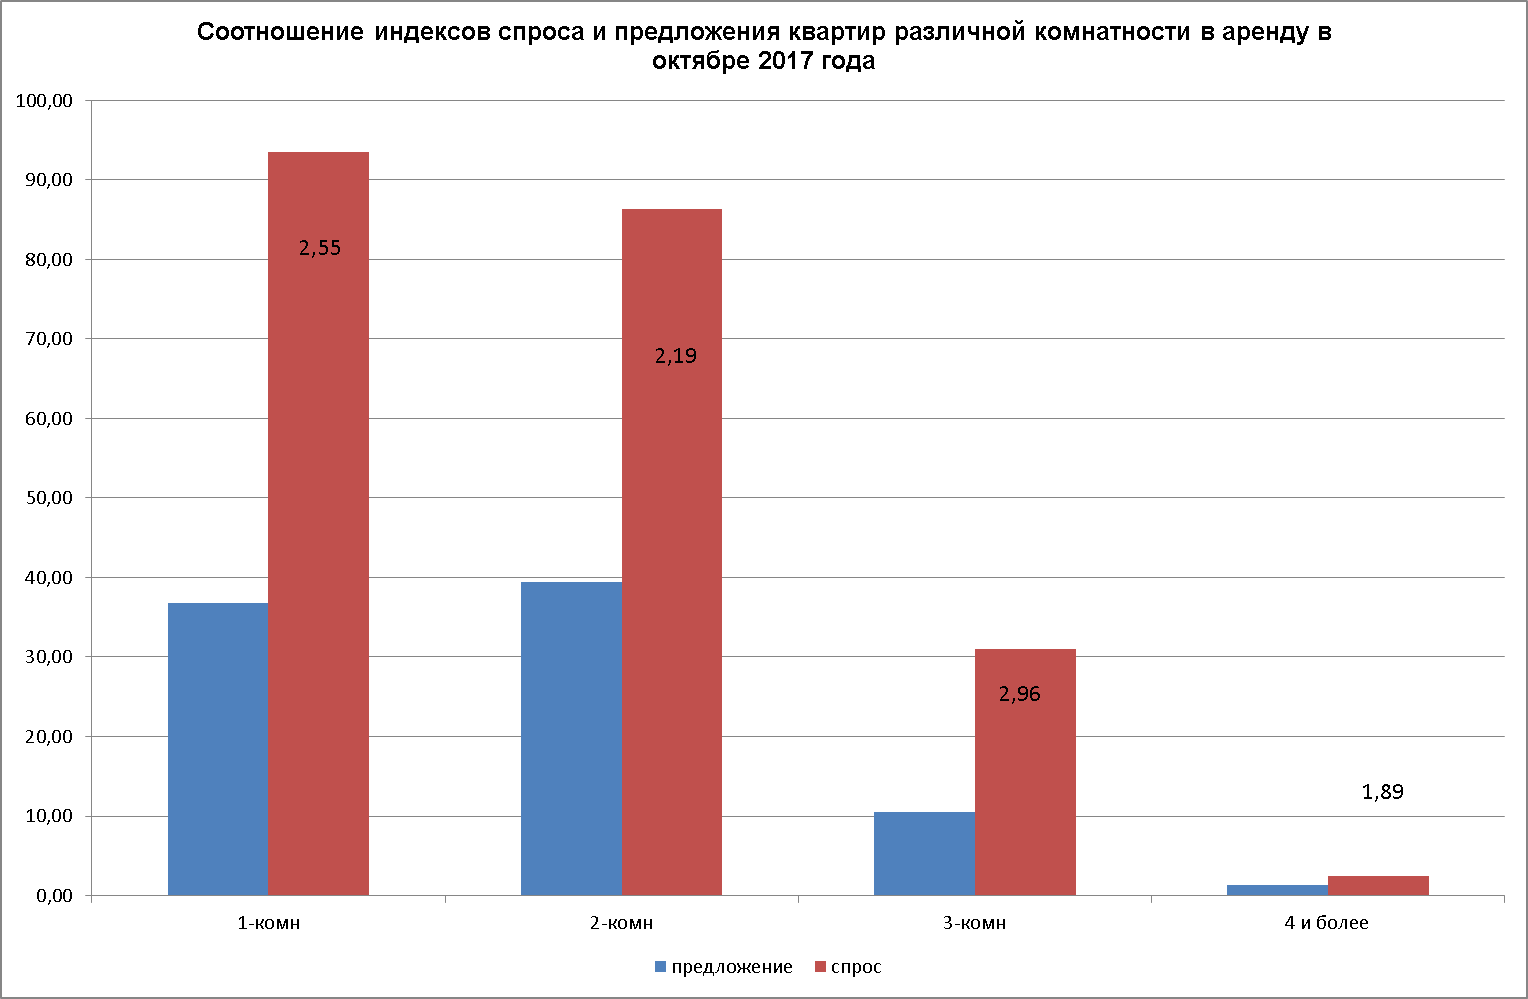 Соотношение индексов спроса и предложения квартир различной комнатности в аренду в
октябре 2017 года
100,00
90,00
80,00
70,00
60,00
50,00
40,00
30,00
20,00
10,00
0,00
2,55
2,19
2,96
1,89
1-комн
2-комн
3-комн
4 и более
предложение
спрос